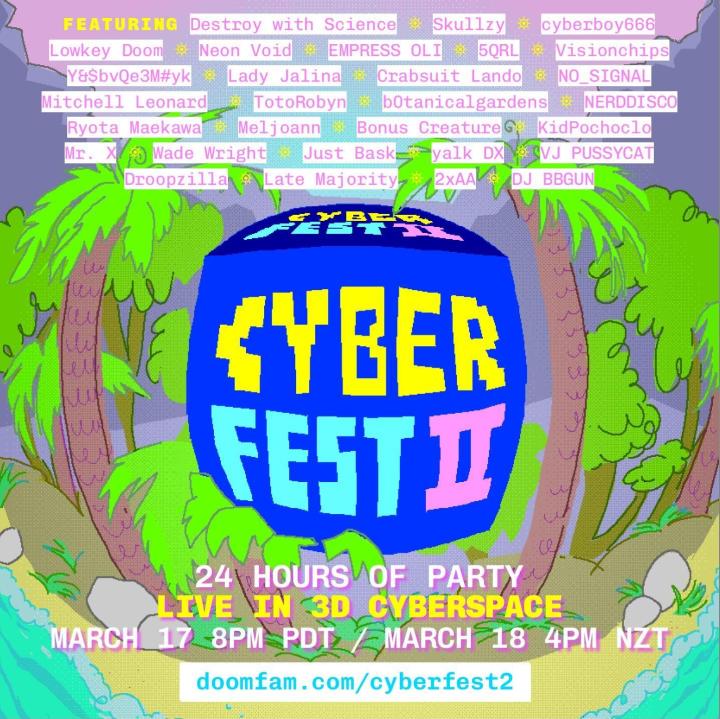 FEATURING Destroy with Science ☼ Skullzy ☼ cyberboy666
Lowkey Doom ☼ Neon Void ☼ EMPRESS OLI ☼ 5QRL ☼ Visionchips
Y&$bvQe3M#yk ☼ Lady Jalina ☼ Crabsuit Lando ☼ NO_SIGNAL
Mitchell Leonard ☼ TotoRobyn ☼ b0tanicalgardens ☼ NERDDISCO
Ryota Maekawa ☼ Meljoann ☼ Bonus Creature ☼ KidPochoclo
Mr. X ☼ Wade Wright ☼ Just Bask ☼ yalk DX ☼ VJ PUSSYCAT
Droopzilla ☼ Late Majority ☼ 2xAA ☼ DJ BBGUN
CYBER
FEST II
CYBER
FEST II
24 HOURS OF PARTY
LIVE IN 3D CYBERSPACE
MARCH 17 8PM PDT / MARCH 18 4PM NZT
doomfam.com/cyberfest2